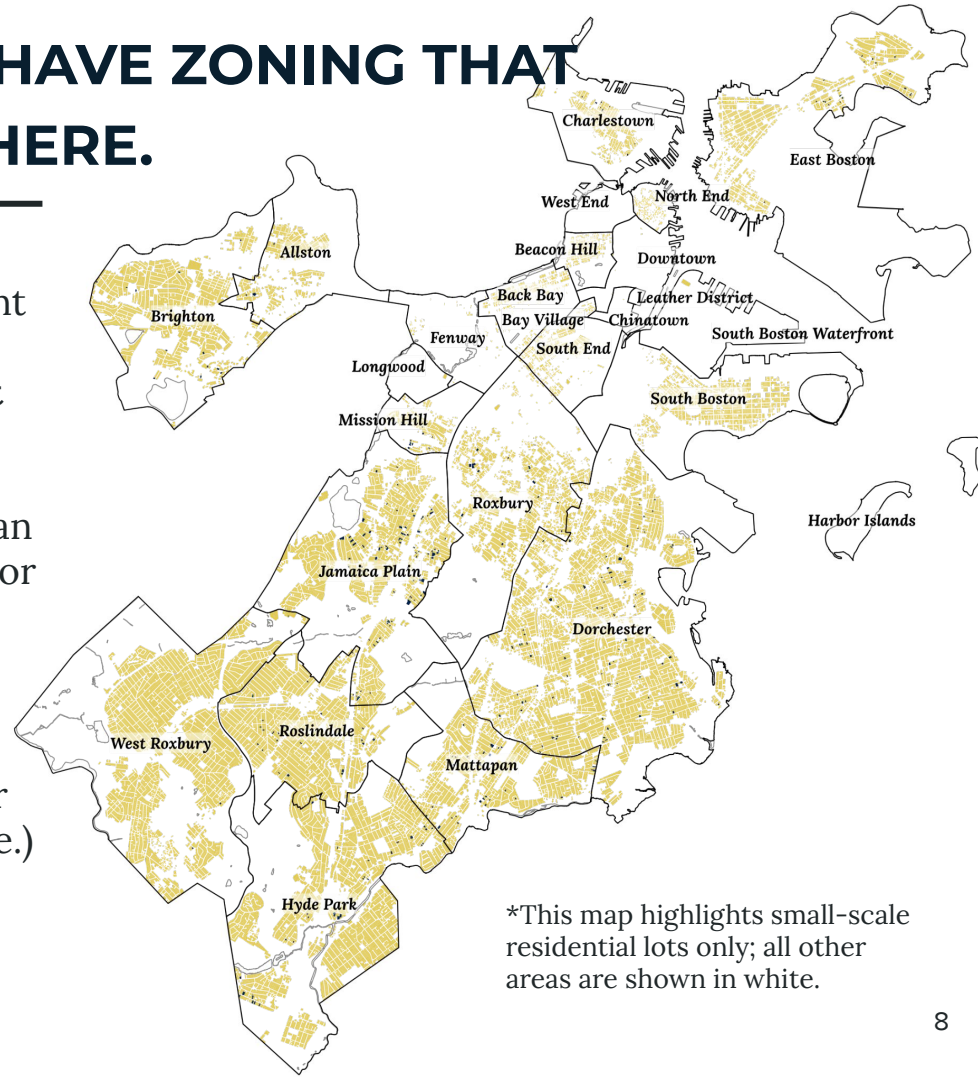 HAVE ZONING THAT
HERE.
nt
an
or
r
e.)
Charlestown
East Boston
West End
North End
Beacon Hill
Downtown
Allston
Back Bay
Leather District
Brighton
Bay Village
Chinatown
South Boston Waterfront
Fenway
South End
Longwood
South Boston
Mission Hill
Roxbury
Harbor Islands
Jamaica Plain
Dorchester
West Roxbury
Roslindale
Mattapan
Hyde Park
*This map highlights small-scale
residential lots only; all other
areas are shown in white.
8